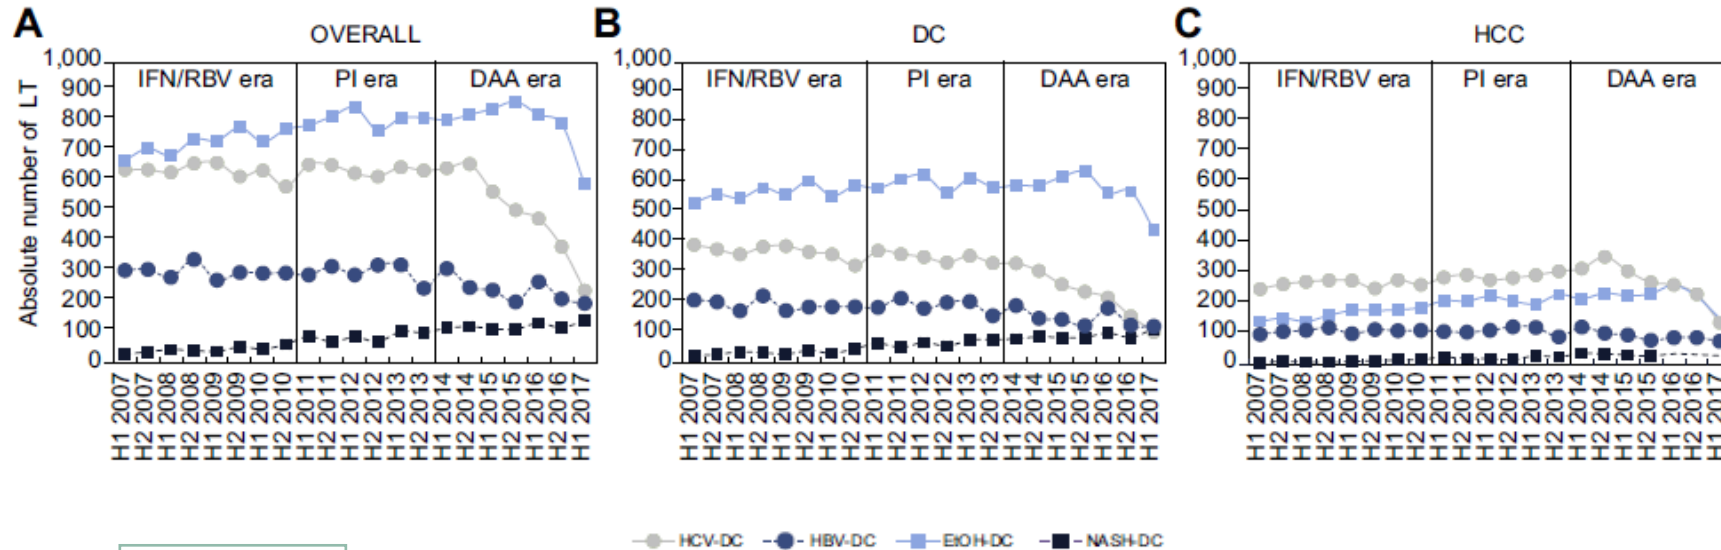 A
OVERALL
B
DC
C
HCC
Absolute number of LT
1,000
900
800
700
600
500
400
300
200
100
0
IFN/RBV era
PI era
DAA era
H1 2007
H2 2007
H1 2008
H2 2008
H1 2009
H2 2009
H1 2010
H2 2010
H1 2011
H2 2011
H1 2012
H2 2012
H1 2013
H2 2013
H1 2014
H2 2014
H1 2015
H2 2015
H1 2016
H2 2016
H1 2017
1,000
900
800
700
600
500
400
300
200
100
0
IFN/RBV era
PI era
DAA era
H1 2007
H2 2007
H1 2008
H2 2008
H1 2009
H2 2009
H1 2010
H2 2010
H1 2011
H2 2011
H1 2012
H2 2012
H1 2013
H2 2013
H1 2014
H2 2014
H1 2015
H2 2015
H1 2016
H2 2016
H1 2017
1,000
900
800
700
600
500
400
300
200
100
0
IFN/RBV era
PI era
DAA era
H1 2007
H2 2007
H1 2008
H2 2008
H1 2009
H2 2009
H1 2010
H2 2010
H1 2011
H2 2011
H1 2012
H2 2012
H1 2013
H2 2013
H1 2014
H2 2014
H1 2015
H2 2015
H1 2016
H2 2016
H1 2017
HCV-DC
HBV-DC
EtOH-DC
NASH-DC